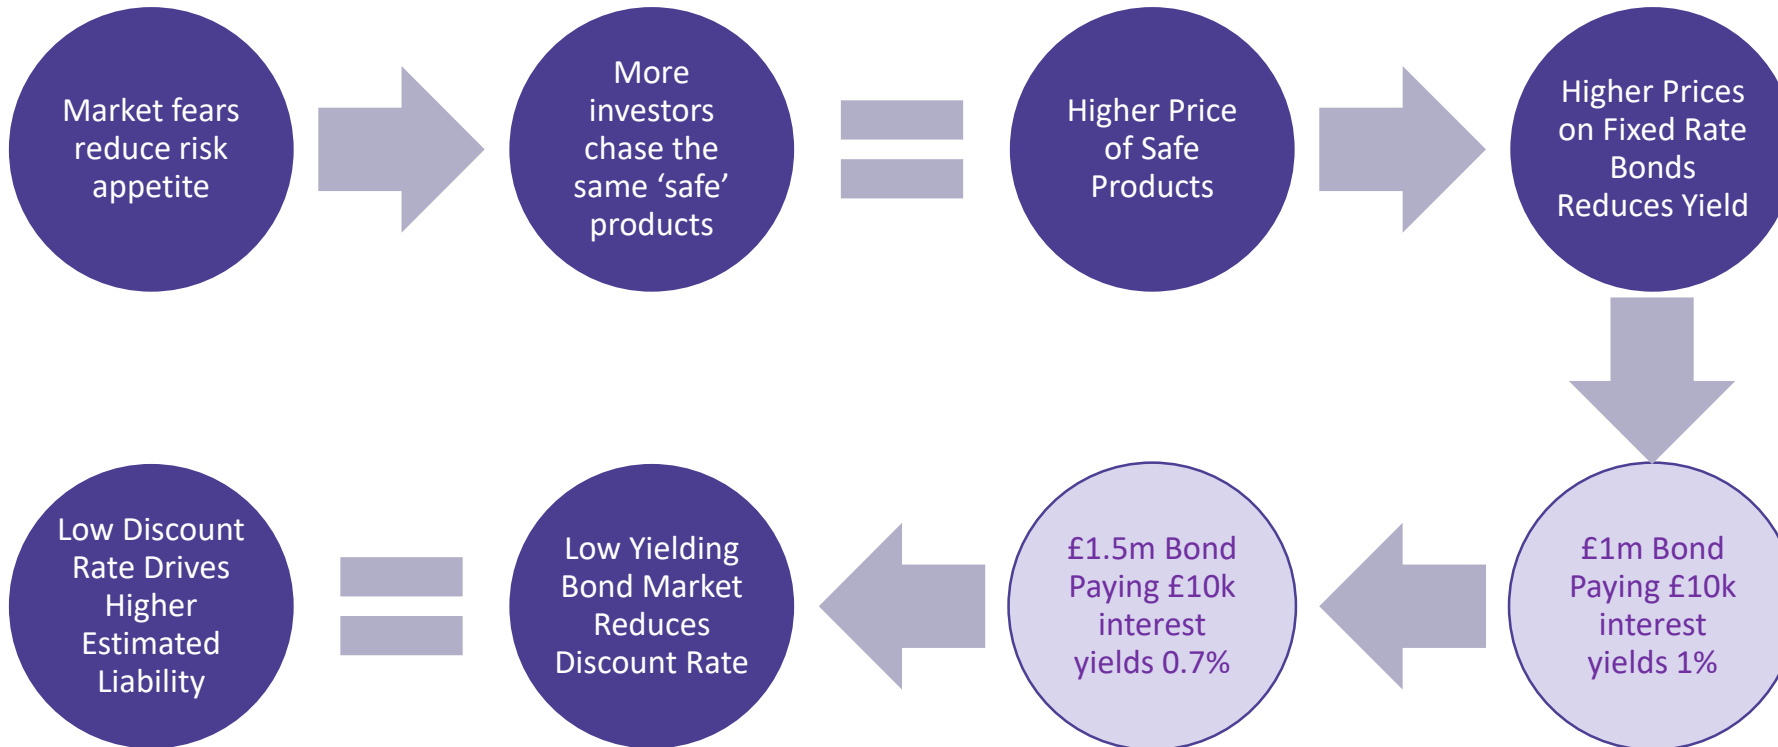 Market fears
reduce risk
appetite
More
investors
chase the
same ‘safe’
products
Higher Price
of Safe
Products
Higher Prices
on Fixed Rate
Bonds
Reduces Yield
£1m Bond
Paying £10k
interest
yields 1%
£1.5m Bond
Paying £10k
interest
yields 0.7%
Low Yielding
Bond Market
Reduces
Discount Rate
Low Discount
Rate Drives
Higher
Estimated
Liability